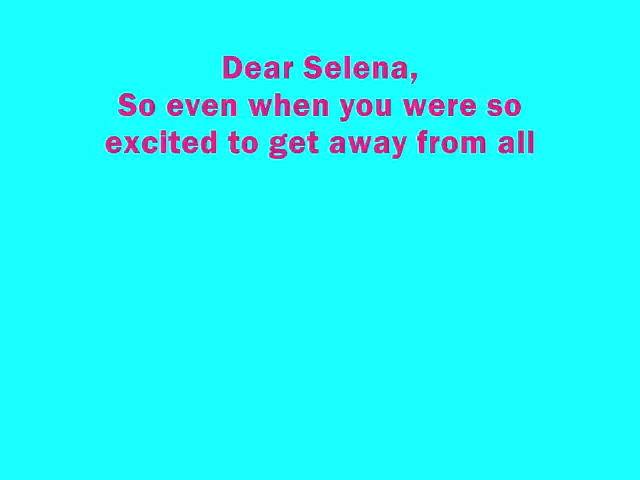 Dear Selena,
So even when you were so
excited to get away from all